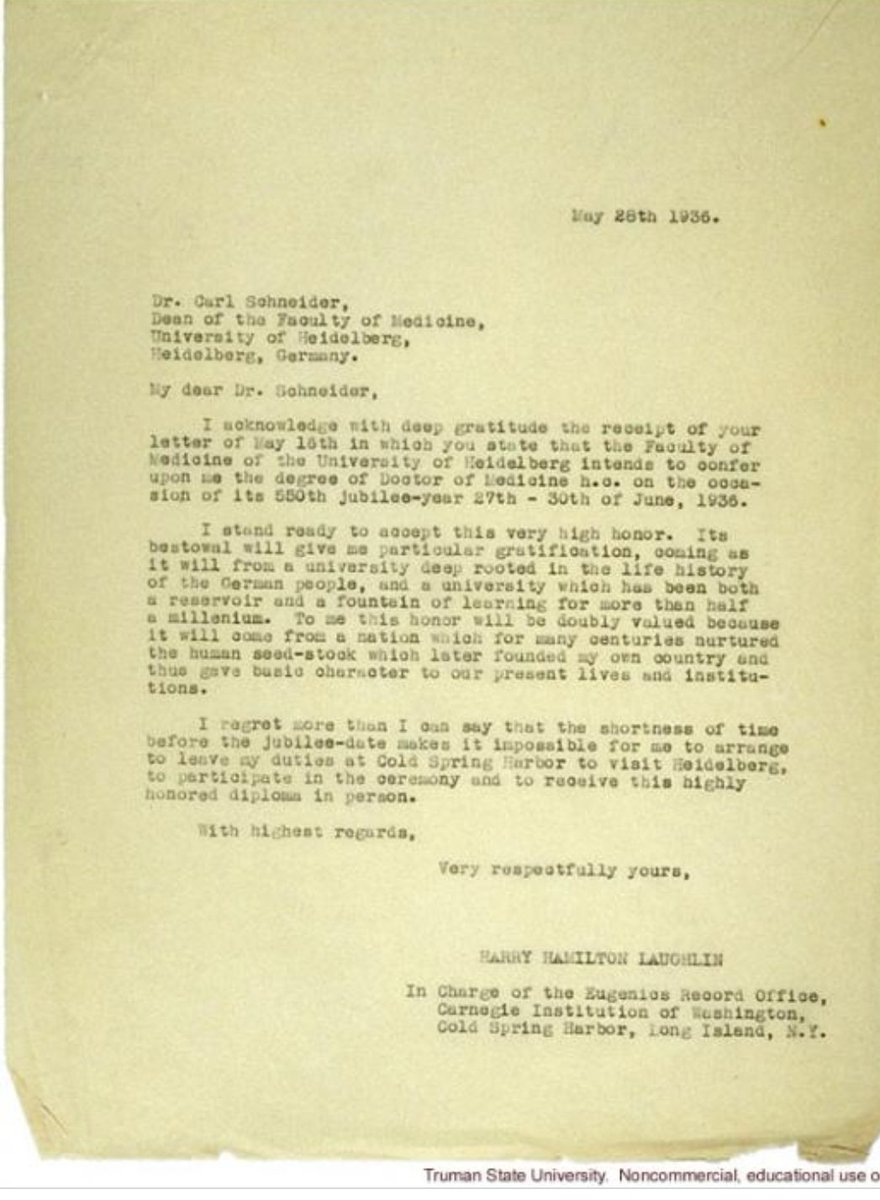 May 28th 1936.
Dr. Carl Schneider,
Dean of the Faculty of Medicine,
University of Heidelberg,
Heidelberg, Germany.
My dear Dr. Schneider,
I acknowledge with deep gratitude the receipt of your
letter of May 16th in which you state that the Faculty of
Medicine of the University of Heidelberg intends to confer
upon me the degree of Doctor of Medicine h.c. on the occa-
sion of its 550th jubilee-year 27th - 30th of June, 1936.
I stand ready to accept this very high honor. Its
bestowal will give me particular gratification, coming as
it will from a university deep rooted in the life history
of the German people, and a university which has been both
a reservoir and a fountain of learning for more than half
a millenium. To me this honor will be doubly valued because
it will come from a nation which for many centuries nurtured
the human seed-stock which later founded my own country and
thus gave basic character to our present lives and institu-
tions.
I regret more than I can say that the shortness of time
before the jubilee-date makes it impossible for me to arrange
to leave my duties at Cold Spring Harbor to visit Heidelberg,
to participate in the ceremony and to receive this highly
honored diploma in person.
With highest regards,
Very respectfully yours,
HARRY HAMILTON LAUGHLIN
In Charge of the Eugenics Record Office,
Carnegie Institution of Washington,
Cold Spring Harbor, Long Island, N.Y.
Truman State University. Noncommercial, educational use o